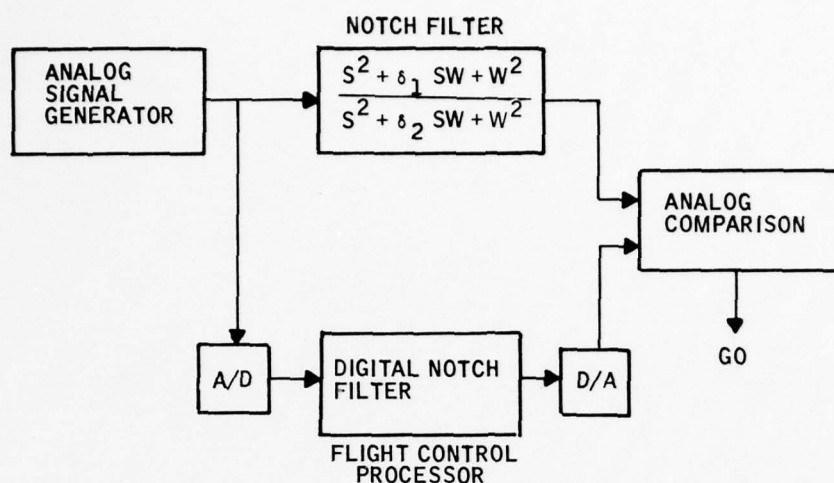 NOTCH FILTER
ANALOG
SIGNAL
GENERATOR
S² + δ₁ SW + W²
S² + δ₂ SW + W²
ANALOG
COMPARISON
GO
A/D
DIGITAL NOTCH
FILTER
D/A
FLIGHT CONTROL
PROCESSOR